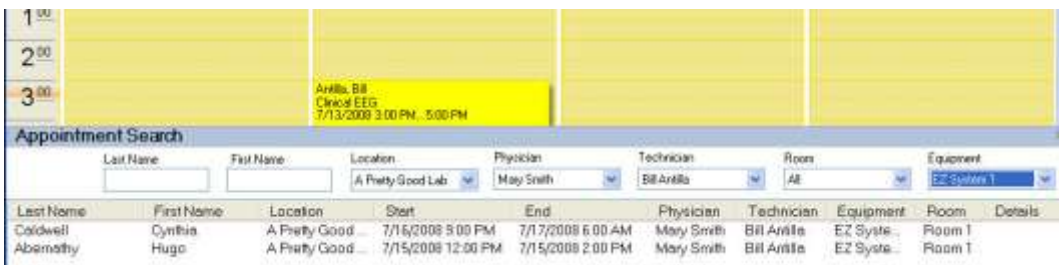 1 00
2 00
3 00
Antilla, Bill
Clinical EEG
7/13/2008 3:00 PM.. 5:00 PM
Appointment Search
Last Name First Name Location Physician Technician Room Equipment
A Pretty Good Lab Mary Smith Bill Antilla All EZ System 1
Last Name First Name Location Start End Physician Technician Equipment Room Details
Caldwell Cynthia A Pretty Good ... 7/16/2008 9:00 PM 7/17/2008 6:00 AM Mary Smith Bill Antilla EZ Syste... Room 1
Abernathy Hugo A Pretty Good ... 7/15/2008 12:00 PM 7/15/2008 2:00 PM Mary Smith Bill Antilla EZ Syste... Room 1